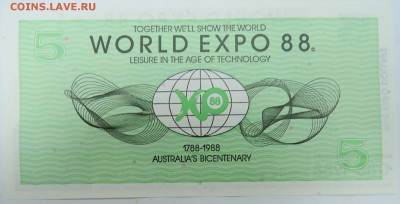 COINS.LAVE.RU
TOGETHER WE'LL SHOW THE WORLD
5
WORLD EXPO 88
LEISURE IN THE AGE OF TECHNOLOGY
88
1788-1988
AUSTRALIA'S BICENTENARY
5